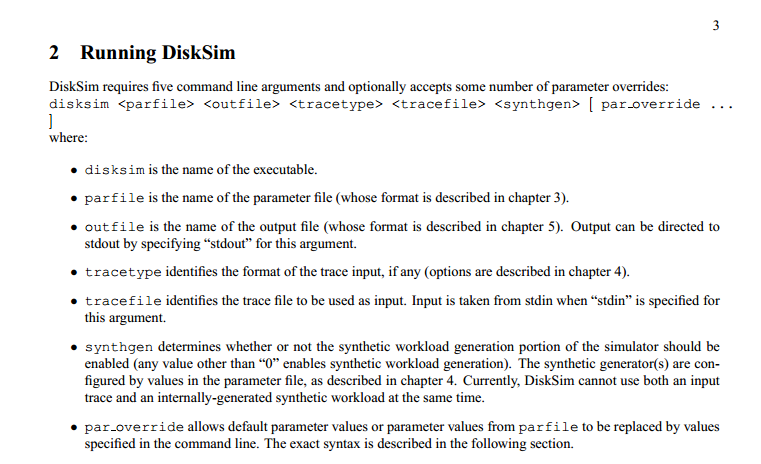 3
2 Running DiskSim
DiskSim requires five command line arguments and optionally accepts some number of parameter overrides:
disksim <parfile> <outfile> <tracetype> <tracefile> <synthgen> [ par_override ...
]
where:
• disksim is the name of the executable.
• parfile is the name of the parameter file (whose format is described in chapter 3).
• outfile is the name of the output file (whose format is described in chapter 5). Output can be directed to
stdout by specifying “stdout” for this argument.
• tracetype identifies the format of the trace input, if any (options are described in chapter 4).
• tracefile identifies the trace file to be used as input. Input is taken from stdin when “stdin” is specified for
this argument.
• synthgen determines whether or not the synthetic workload generation portion of the simulator should be
enabled (any value other than “0” enables synthetic workload generation). The synthetic generator(s) are con-
figured by values in the parameter file, as described in chapter 4. Currently, DiskSim cannot use both an input
trace and an internally-generated synthetic workload at the same time.
• par_override allows default parameter values or parameter values from parfile to be replaced by values
specified in the command line. The exact syntax is described in the following section.